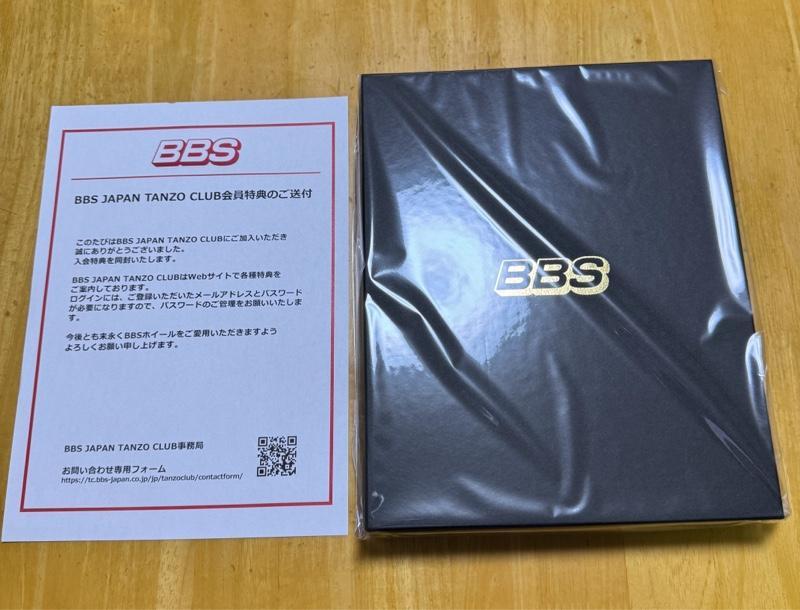 BBS
BBS JAPAN TANZO CLUB会員特典のご送付
このたびはBBS JAPAN TANZO CLUBにご加入いただき
誠にありがとうございました。
入会特典を同封いたします。
BBS JAPAN TANZO CLUBはWebサイトで各種特典を
ご案内しております。
ログインには、ご登録いただいたメールアドレスとパスワード
が必要になりますので、パスワードのご管理をお願いいたしま
す。
今後とも末永くBBSホイールをご愛用いただきますよう
よろしくお願い申し上げます。
BBS JAPAN TANZO CLUB事務局
お問い合わせ専用フォーム
https://tc.bbs-japan.co.jp/jp/tanzoclub/contactform/
BBS